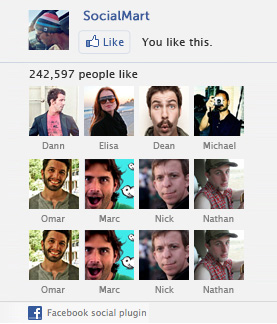 SocialMart
Like You like this.
242,597 people like
Dann Elisa Dean Michael
Omar Marc Nick Nathan
Omar Marc Nick Nathan
Facebook social plugin